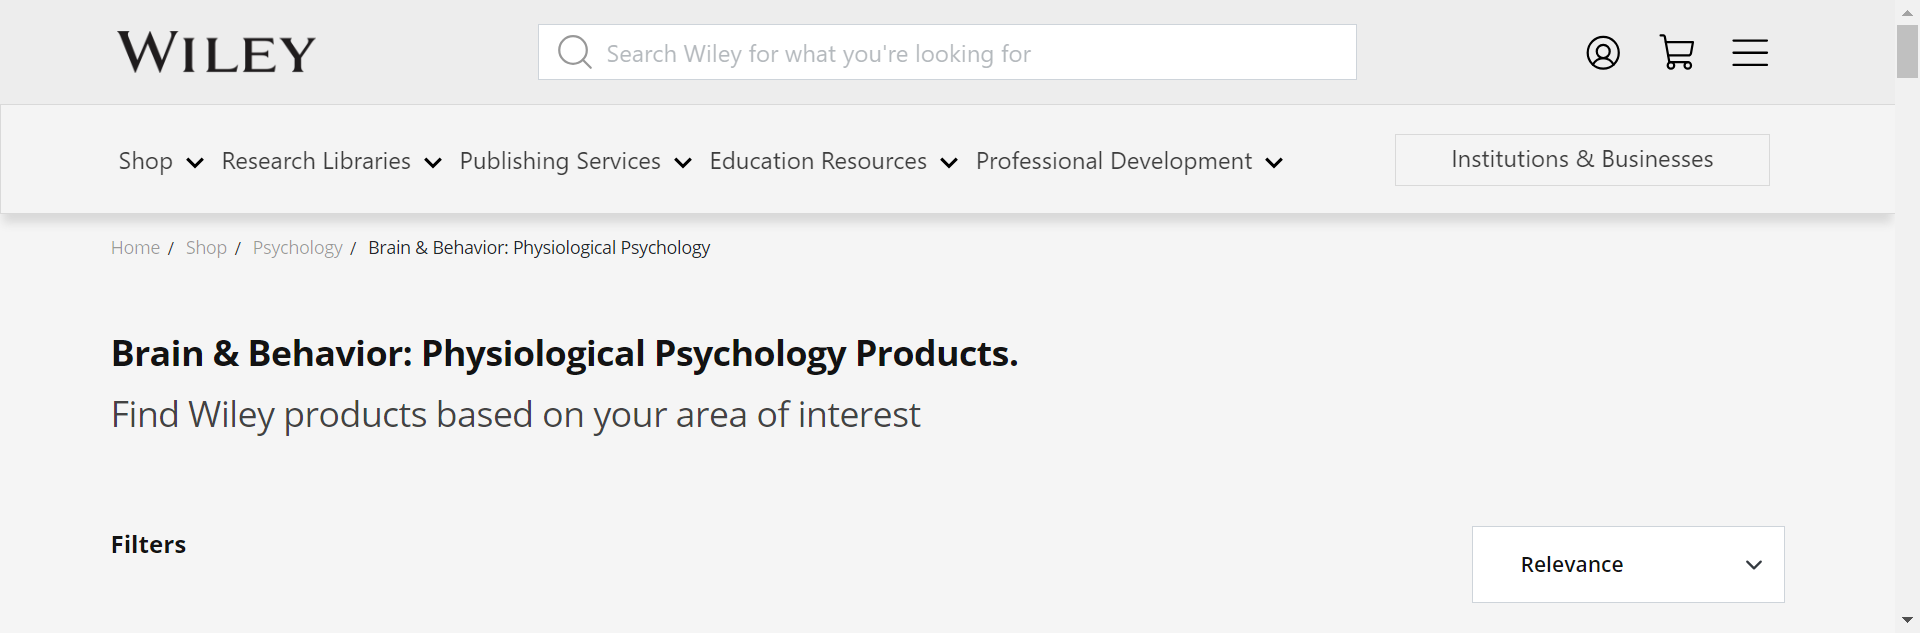 WILEY
Search Wiley for what you're looking for
Shop Research Libraries Publishing Services Education Resources Professional Development Institutions & Businesses
Home / Shop / Psychology / Brain & Behavior: Physiological Psychology
Brain & Behavior: Physiological Psychology Products.
Find Wiley products based on your area of interest
Filters
Relevance